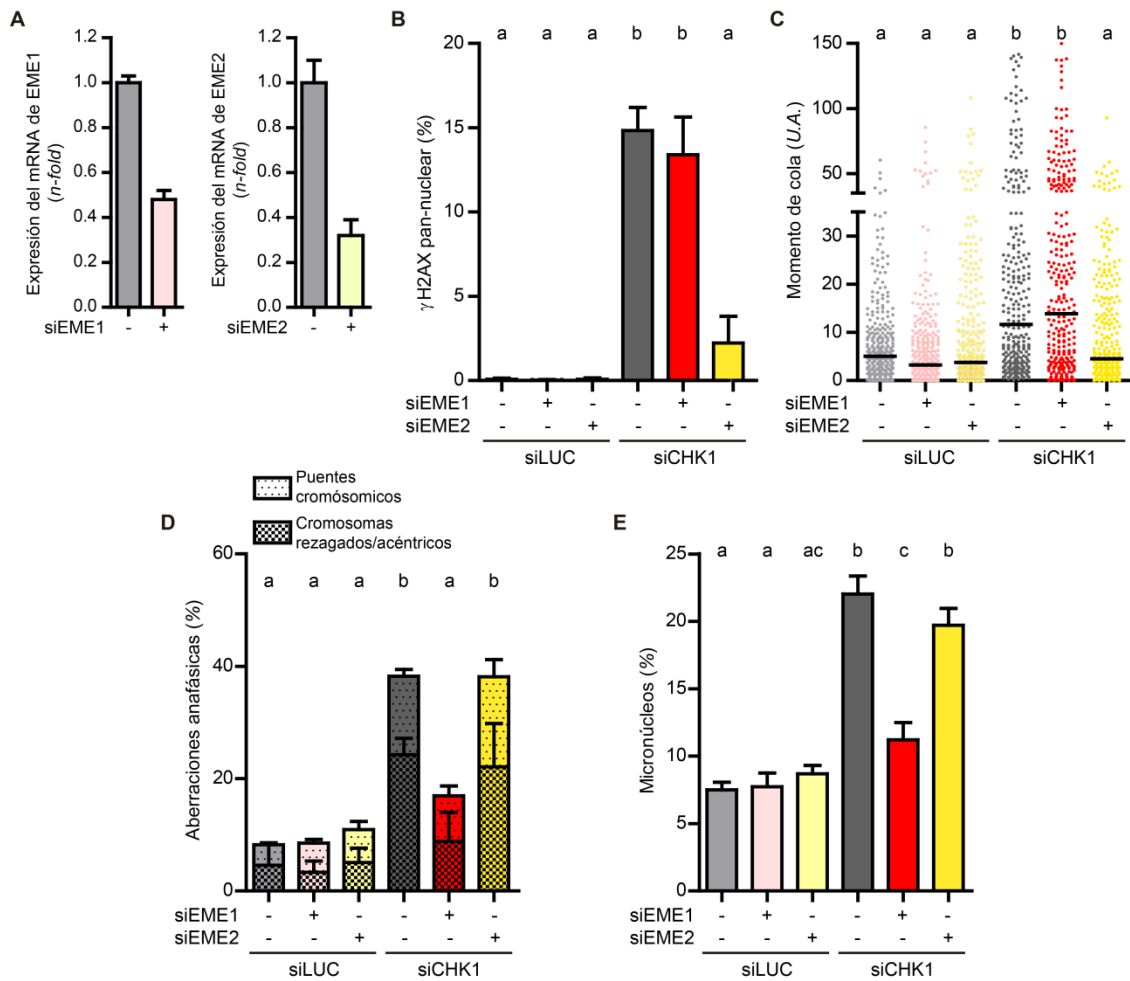 A
Expresión del mRNA de EME1
(n-fold)
1.2
1.0
0.8
0.6
0.4
0.2
0.0
siEME1 - +
Expresión del mRNA de EME2
(n-fold)
1.2
1.0
0.8
0.6
0.4
0.2
0.0
siEME2 - +
B
a a a b b a
γH2AX pan-nuclear (%)
20
15
10
5
0
siEME1 - + - - + -
siEME2 - - + - - +
siLUC siCHK1
C
a a a b b a
Momento de cola (U.A.)
150
100
50
30
20
10
0
siEME1 - + - - + -
siEME2 - - + - - +
siLUC siCHK1
Puentes
cromósomicos
Cromosomas
rezagados/acéntricos
D
a a a b a b
Aberraciones anafásicas (%)
60
40
20
0
siEME1 - + - - + -
siEME2 - - + - - +
siLUC siCHK1
E
a a ac b c b
Micronúcleos (%)
25
20
15
10
5
0
siEME1 - + - - + -
siEME2 - - + - - +
siLUC siCHK1